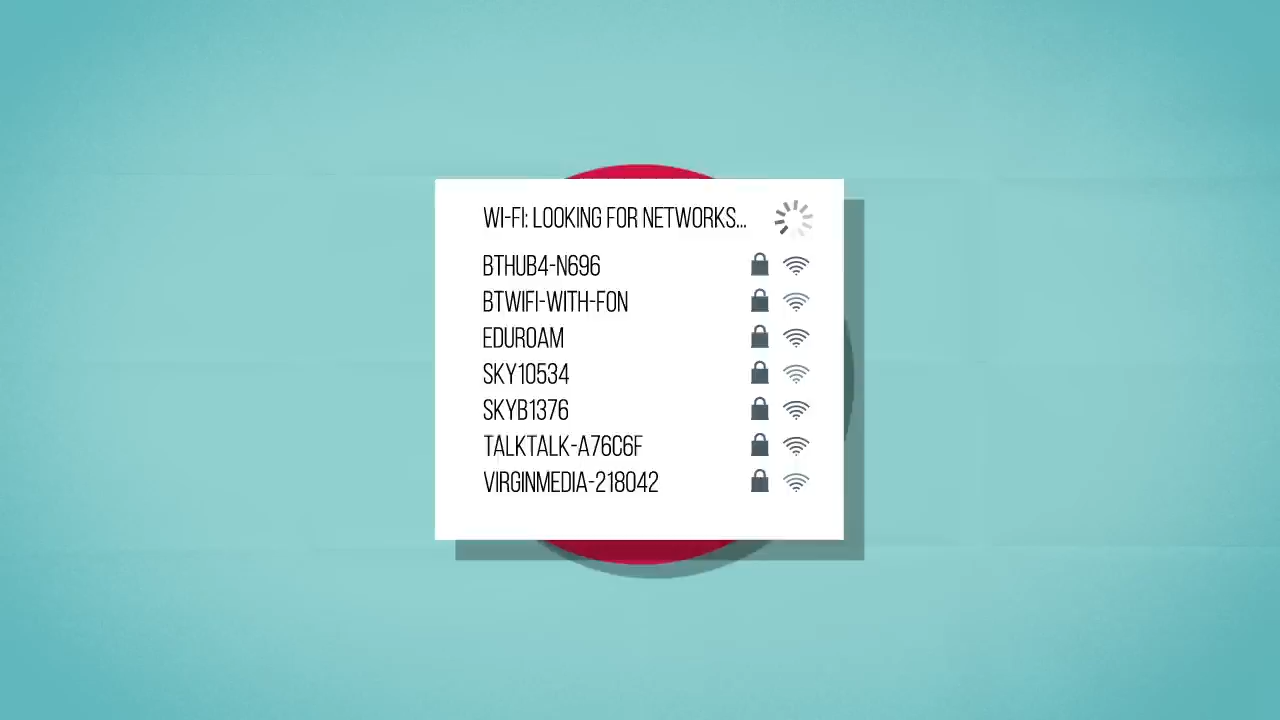 WI-FI: LOOKING FOR NETWORKS...
BTHUB4-N696
BTWIFI-WITH-FON
EDUROAM
SKY10534
SKYB1376
TALKTALK-A76C6F
VIRGINMEDIA-218042